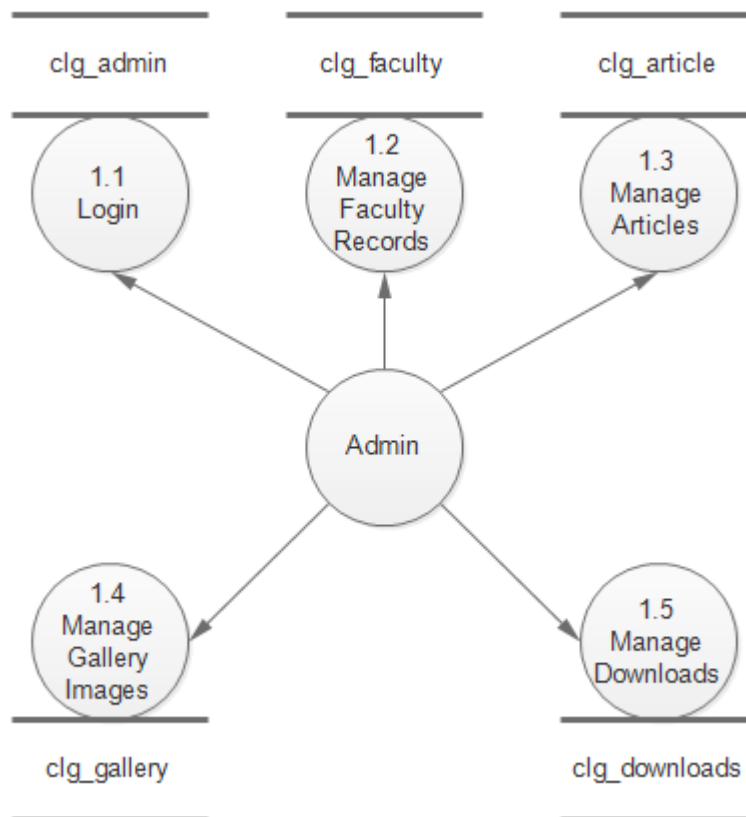 clg_admin
clg_faculty
clg_article
1.1
Login
1.2
Manage
Faculty
Records
1.3
Manage
Articles
Admin
1.4
Manage
Gallery
Images
1.5
Manage
Downloads
clg_gallery
clg_downloads